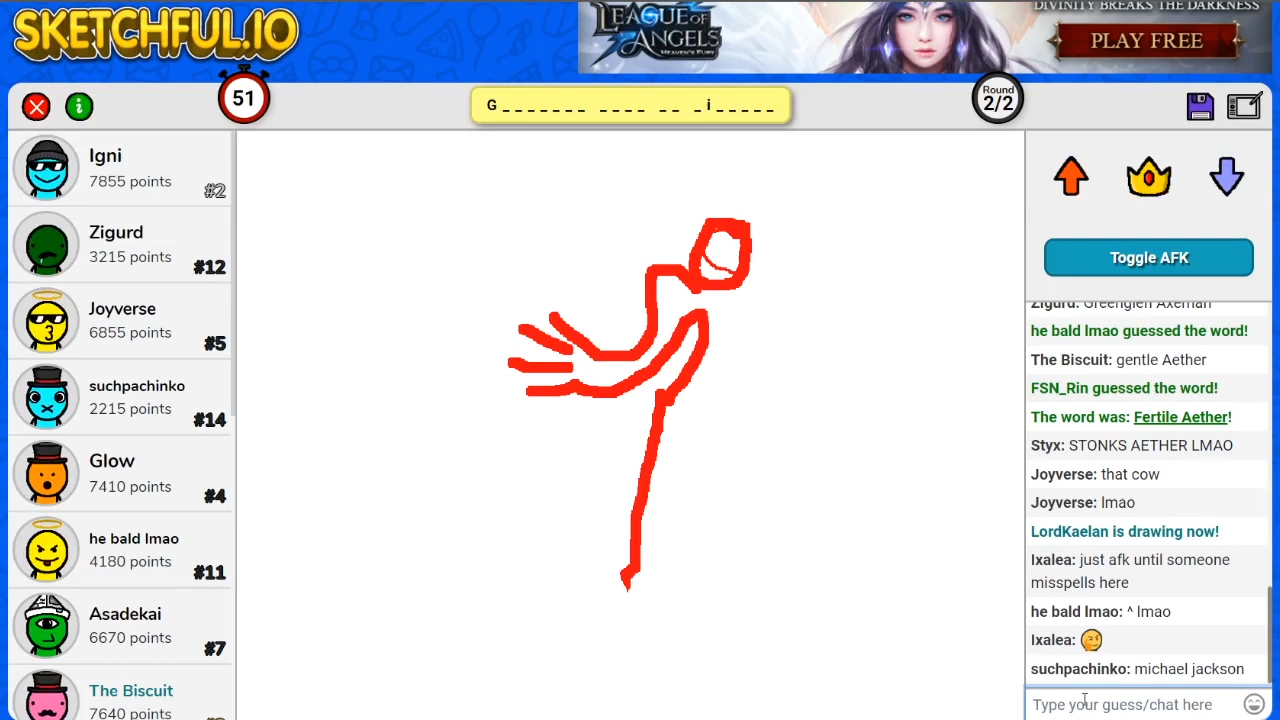 SKETCHFUL.IO
LEAGUE OF
ANGELS
HEAVEN'S FURY
DIVINITY BREAKS THE DARKNESS
PLAY FREE
51
G _ _ _ _ _ _ _ _ _ _ _ _ _ _ i _ _ _ _ _
Round
2/2
Igni
7855 points
#2
Zigurd
3215 points
#12
Joyverse
6855 points
#5
suchpachinko
2215 points
#14
Glow
7410 points
#4
he bald lmao
4180 points
#11
Asadekai
6670 points
#7
The Biscuit
7640 points
Toggle AFK
Zigurd: Greenglen Axeman
he bald lmao guessed the word!
The Biscuit: gentle Aether
FSN_Rin guessed the word!
The word was: Fertile Aether!
Styx: STONKS AETHER LMAO
Joyverse: that cow
Joyverse: lmao
LordKaelan is drawing now!
Ixalea: just afk until someone
misspells here
he bald lmao: ^ lmao
Ixalea: 🤔
suchpachinko: michael jackson
Type your guess/chat here